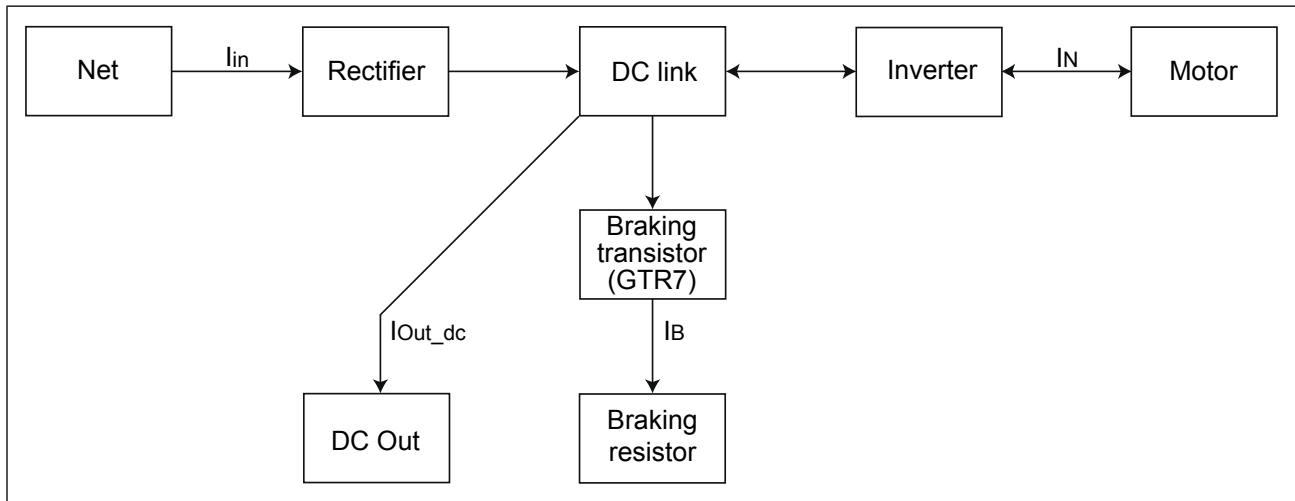 Net
Iin
Rectifier
DC link
Inverter
IN
Motor
Braking
transistor
(GTR7)
IOut_dc
IB
DC Out
Braking
resistor